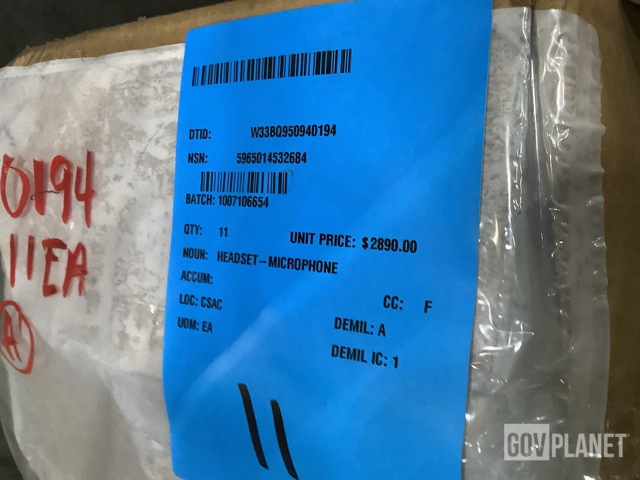 DTID: W33BQ950940194
NSN: 5965014532684
BATCH: 1007106654
QTY: 11 UNIT PRICE: $2890.00
NOUN: HEADSET-MICROPHONE
ACCUM:
LOC: CSAC CC: F
UOM: EA DEMIL: A
DEMIL IC: 1
11
0194
11EA
A
GOVPLANET